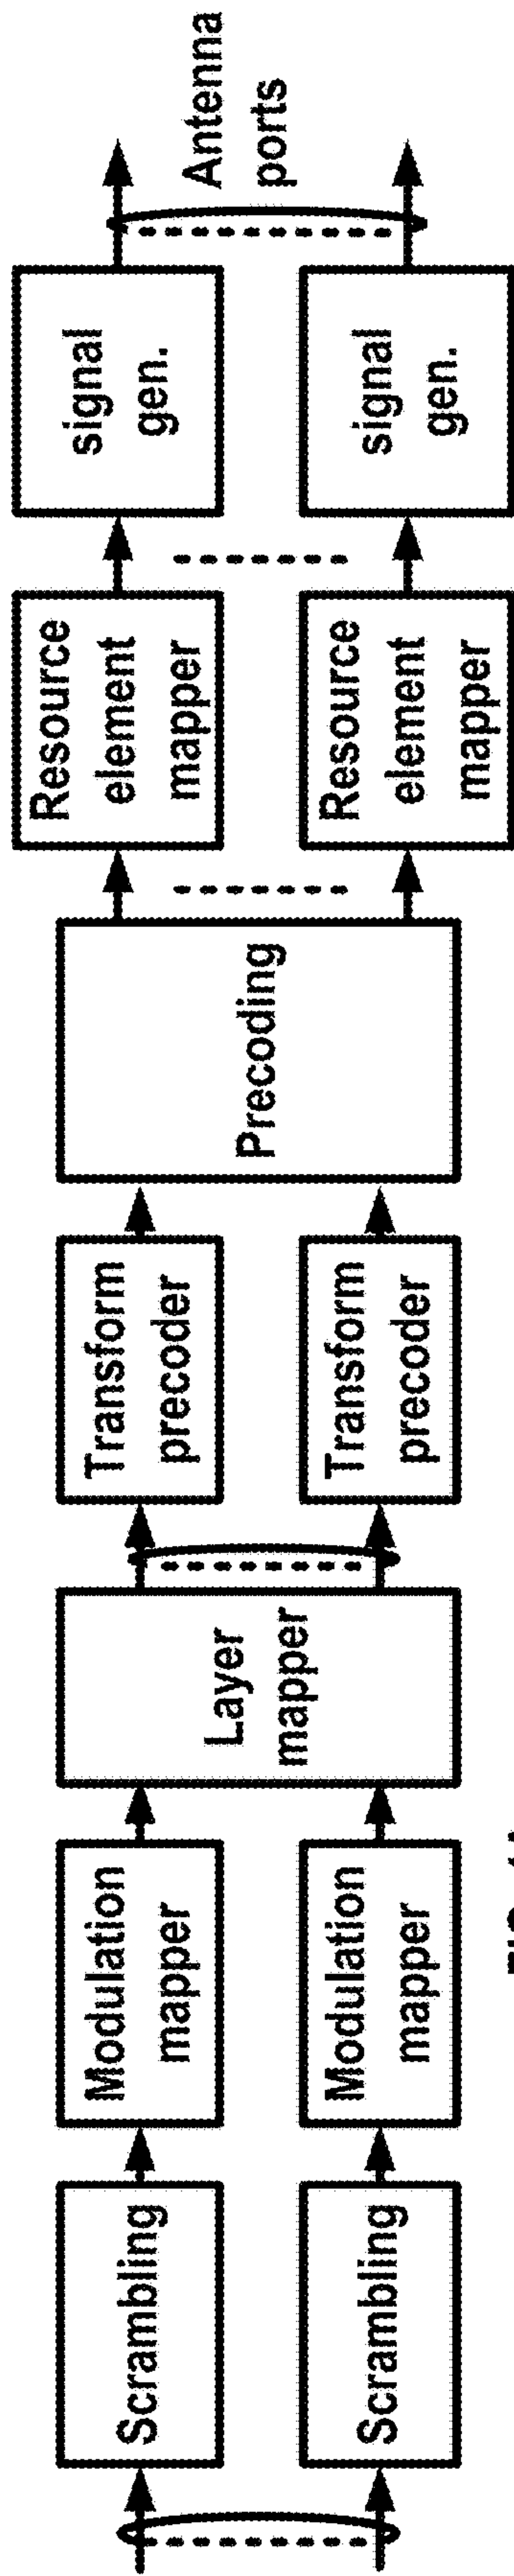 Scrambling
Modulation
mapper
Layer
mapper
Transform
precoder
Precoding
Resource
element
mapper
signal
gen.
Antenna
ports
Scrambling
Modulation
mapper
Transform
precoder
Resource
element
mapper
signal
gen.